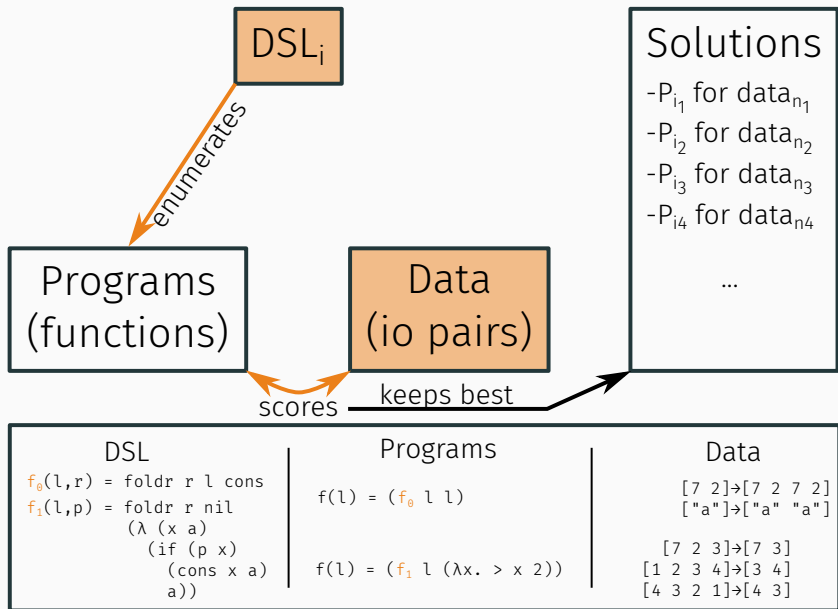 DSLᵢ
enumerates
Programs
(functions)
Data
(io pairs)
scores
keeps best
Solutions
-Pᵢ₁ for dataₙ₁
-Pᵢ₂ for dataₙ₂
-Pᵢ₃ for dataₙ₃
-Pᵢ₄ for dataₙ₄
...
DSL
f₀(l,r) = foldr r l cons
f₁(l,p) = foldr r nil
(λ (x a)
(if (p x)
(cons x a)
a))
Programs
f(l) = (f₀ l l)
f(l) = (f₁ l (λx. > x 2))
Data
[7 2]→[7 2 7 2]
["a"]→["a" "a"]
[7 2 3]→[7 3]
[1 2 3 4]→[3 4]
[4 3 2 1]→[4 3]